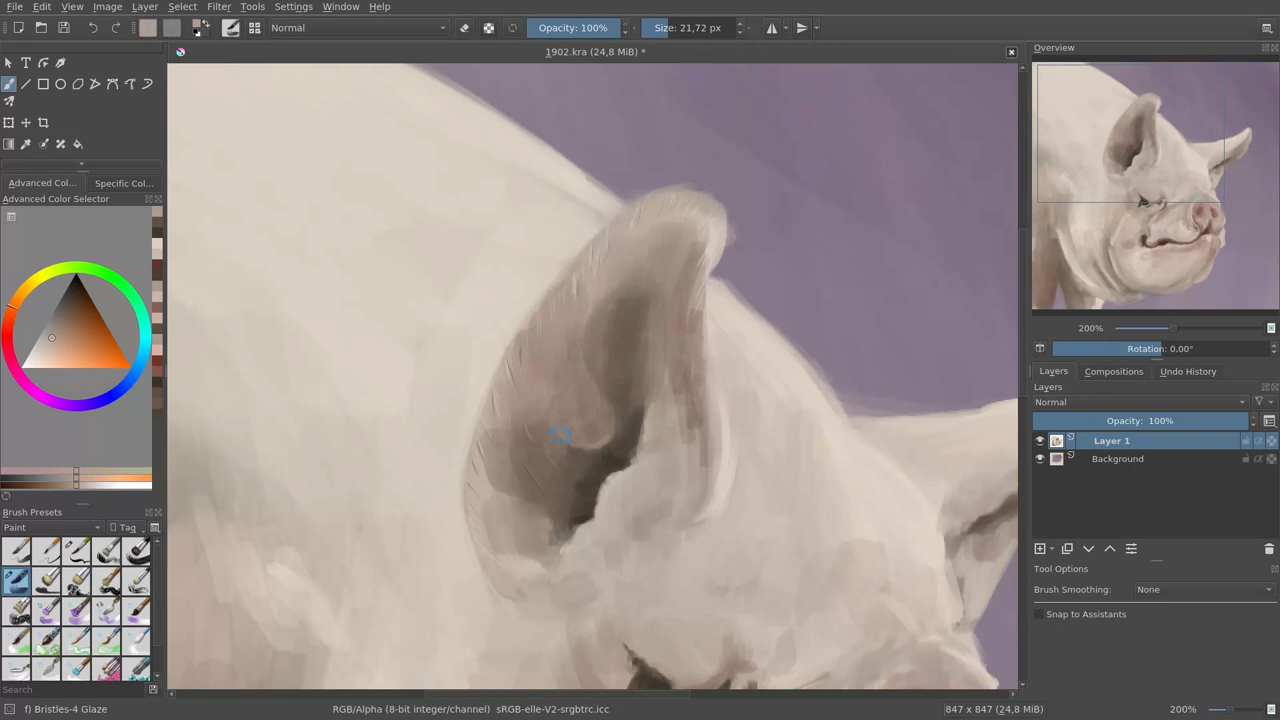 File Edit View Image Layer Select Filter Tools Settings Window Help
Normal Opacity: 100% Size: 21,72 px
1902.kra (24,8 MiB) *
Advanced Col... Specific Col...
Advanced Color Selector
Brush Presets
Paint Tag
Search
f) Bristles-4 Glaze RGB/Alpha (8-bit integer/channel) sRGB-elle-V2-srgbtrc.icc 847 x 847 (24,8 MiB) 200%
Overview
200%
Rotation: 0,00°
Layers Compositions Undo History
Layers
Normal
Opacity: 100%
Layer 1
Background
Tool Options
Brush Smoothing: None
Snap to Assistants